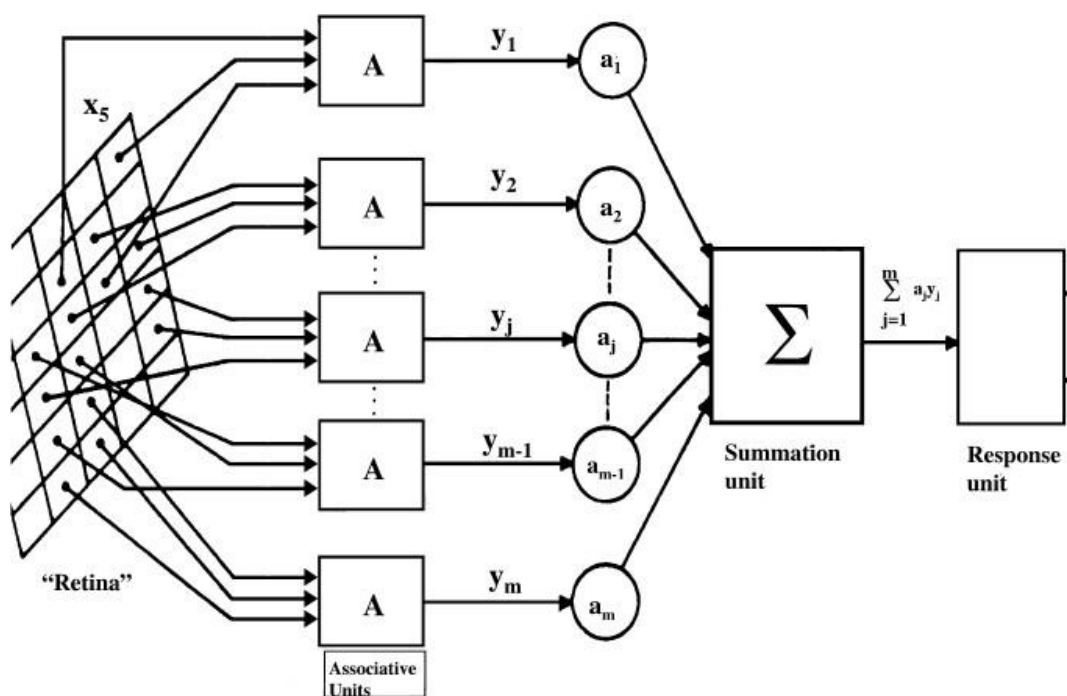 x₅
A
y₁
a₁
A
y₂
a₂
A
yⱼ
aⱼ
Σ
m
Σ aⱼyⱼ
j=1
A
yₘ₋₁
aₘ₋₁
Summation
unit
Response
unit
"Retina"
A
yₘ
aₘ
Associative
Units